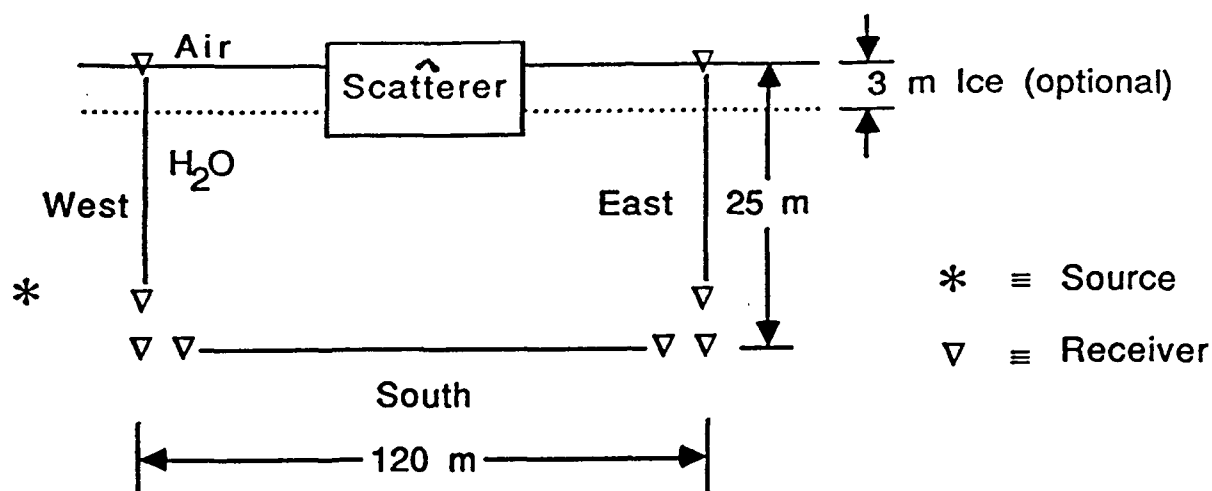 Air
Scatterer
3 m Ice (optional)
H₂O
West
East
25 m
* ≡ Source
∇ ≡ Receiver
South
120 m